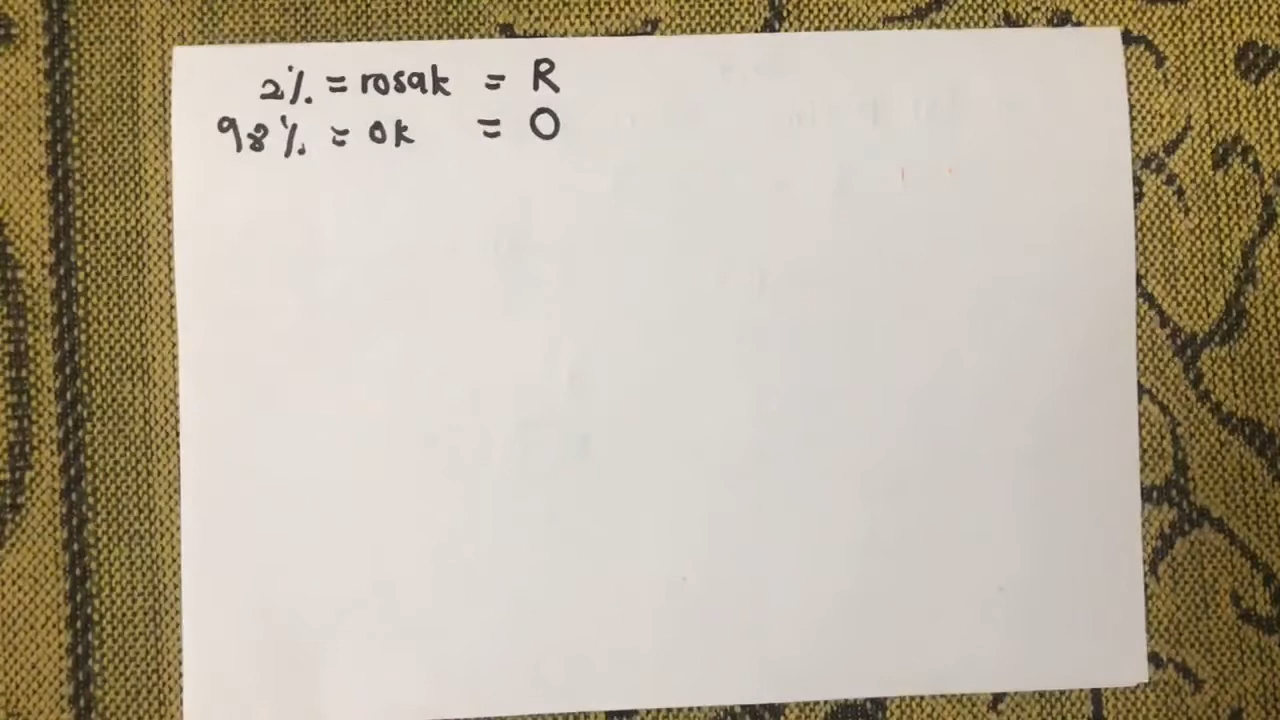 2% = rosak = R
98% = ok = O